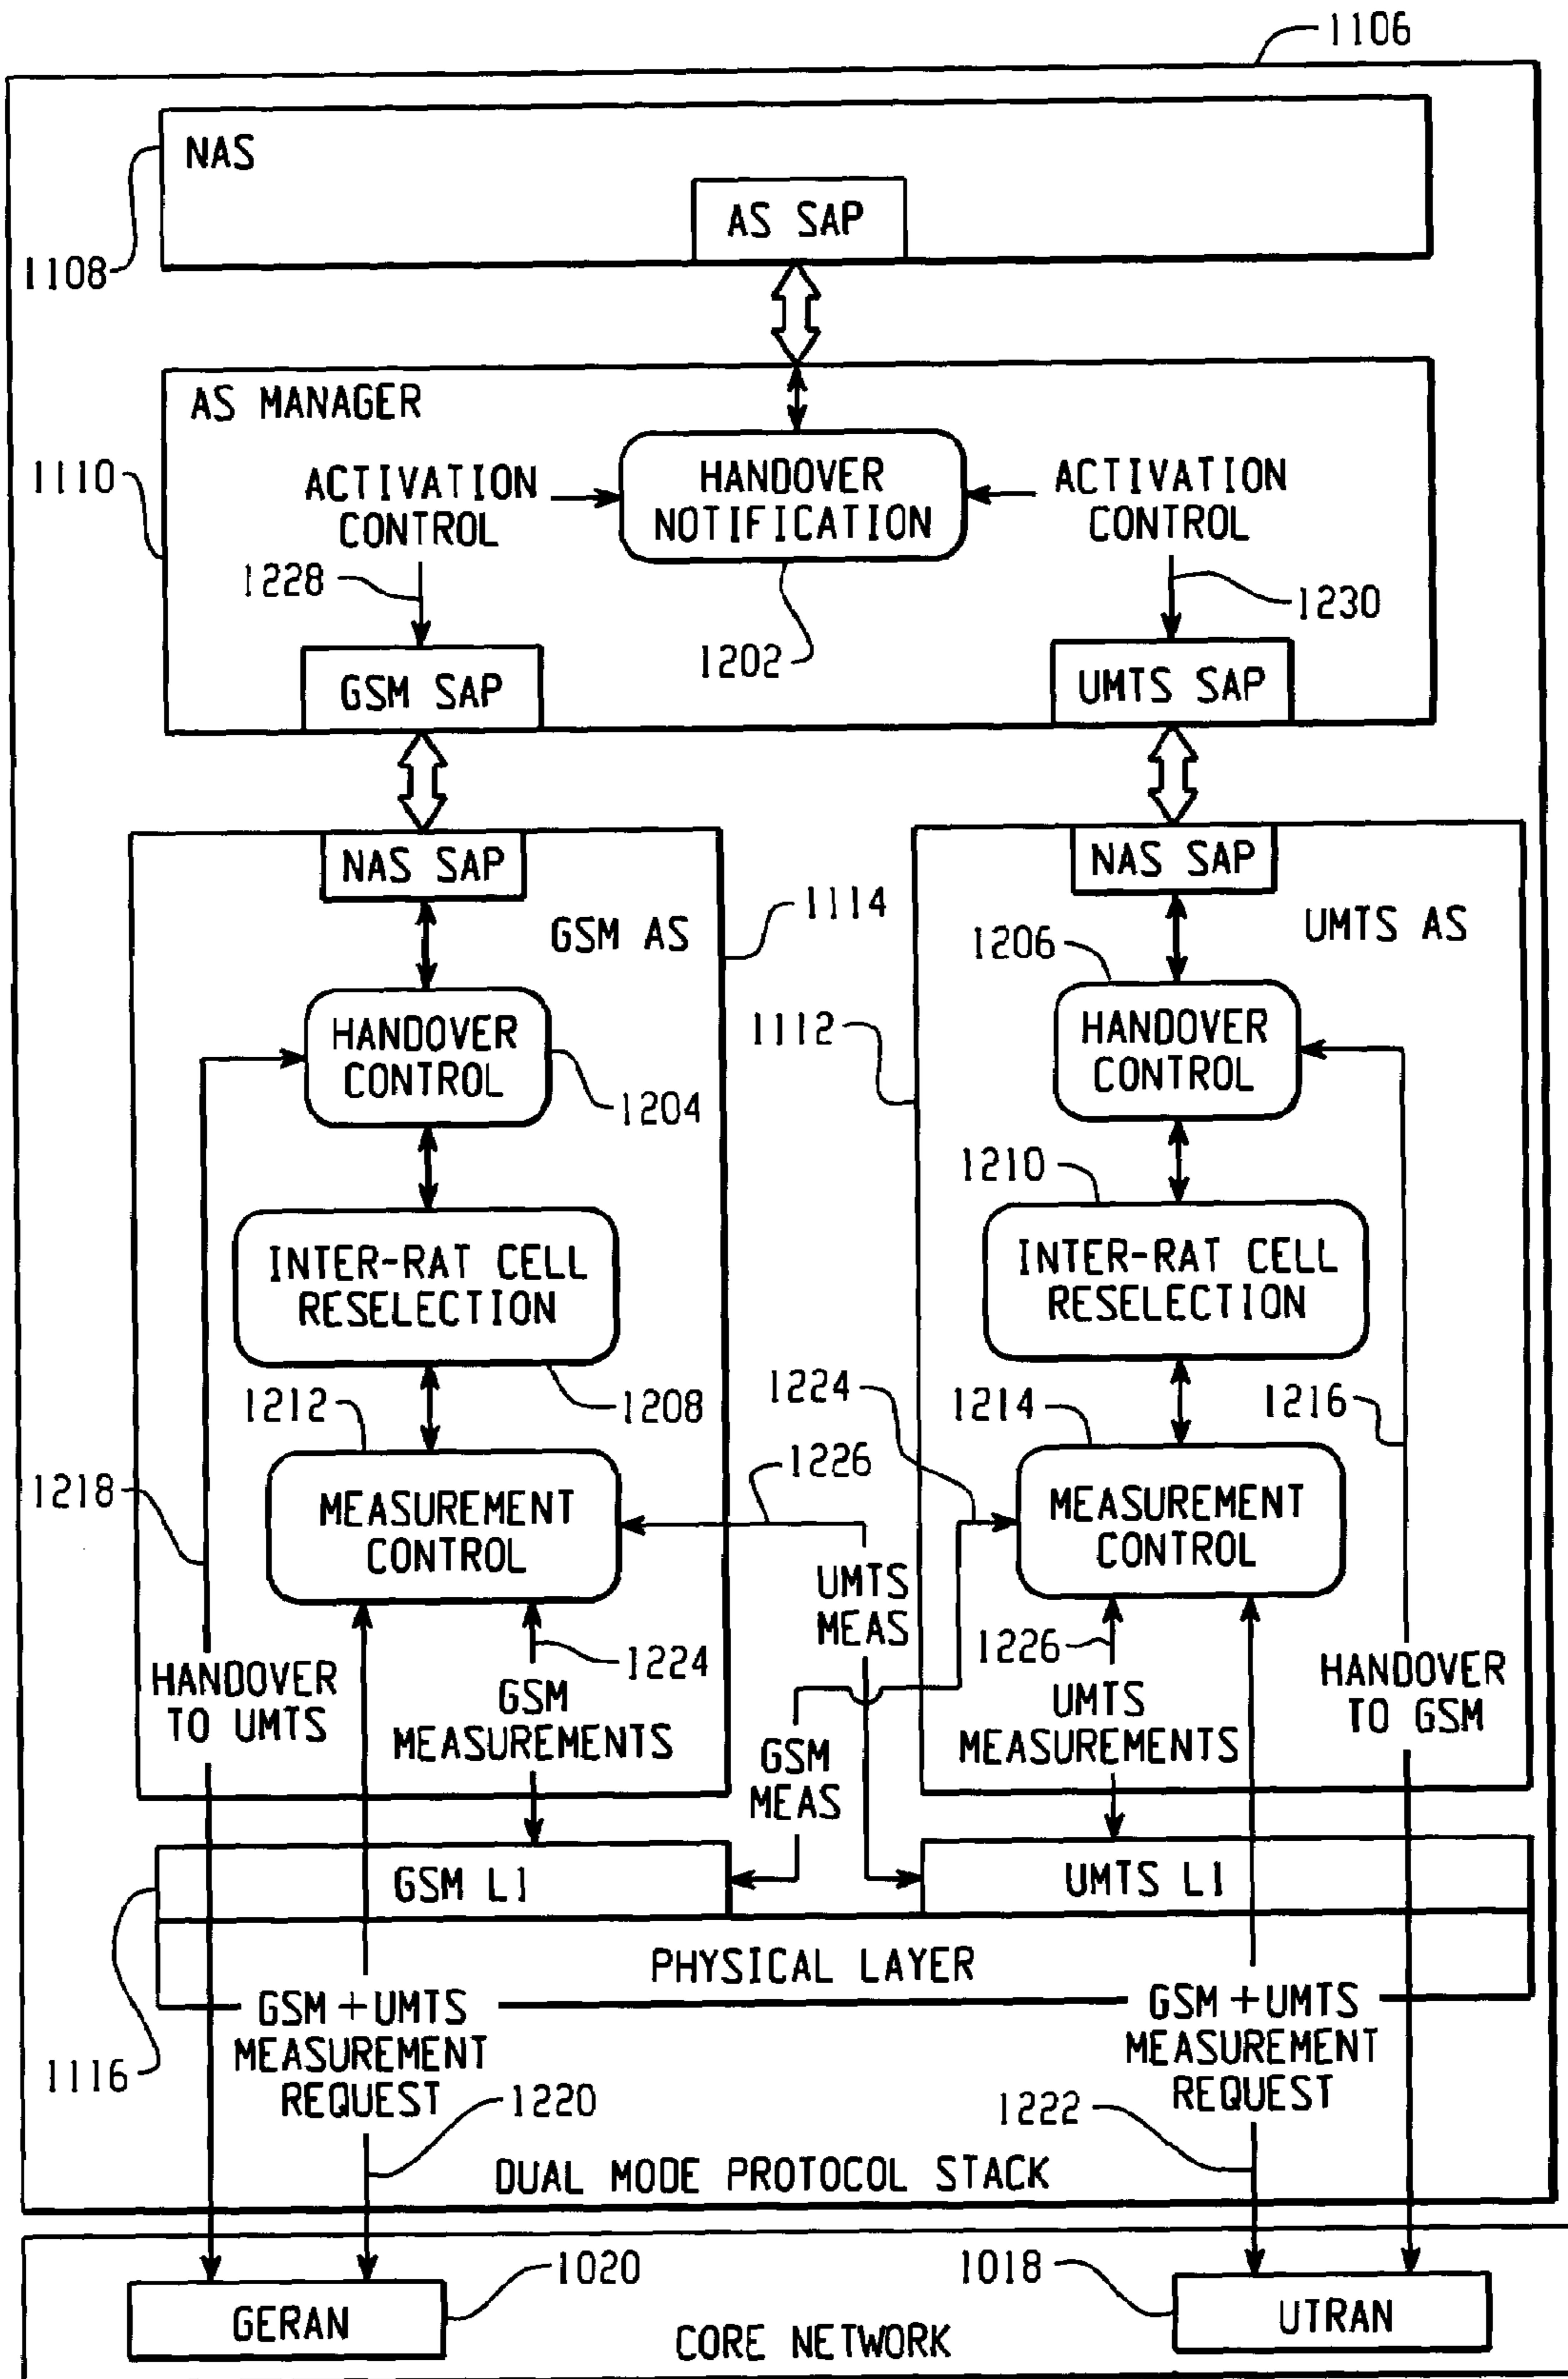 1106
NAS
AS SAP
1108
AS MANAGER
1110
ACTIVATION
CONTROL
HANDOVER
NOTIFICATION
ACTIVATION
CONTROL
1228
1230
1202
GSM SAP
UMTS SAP
NAS SAP
NAS SAP
1114
GSM AS
UMTS AS
1206
HANDOVER
CONTROL
1112
HANDOVER
CONTROL
1204
1210
INTER-RAT CELL
RESELECTION
INTER-RAT CELL
RESELECTION
1212
1208
1224
1214
1216
1218
1226
MEASUREMENT
CONTROL
MEASUREMENT
CONTROL
UMTS
MEAS
1224
1226
HANDOVER
TO UMTS
GSM
MEASUREMENTS
UMTS
MEASUREMENTS
HANDOVER
TO GSM
GSM
MEAS
GSM L1
UMTS L1
PHYSICAL LAYER
GSM+UMTS
MEASUREMENT
REQUEST
GSM+UMTS
MEASUREMENT
REQUEST
1116
1220
1222
DUAL MODE PROTOCOL STACK
1020
1018
GERAN
UTRAN
CORE NETWORK